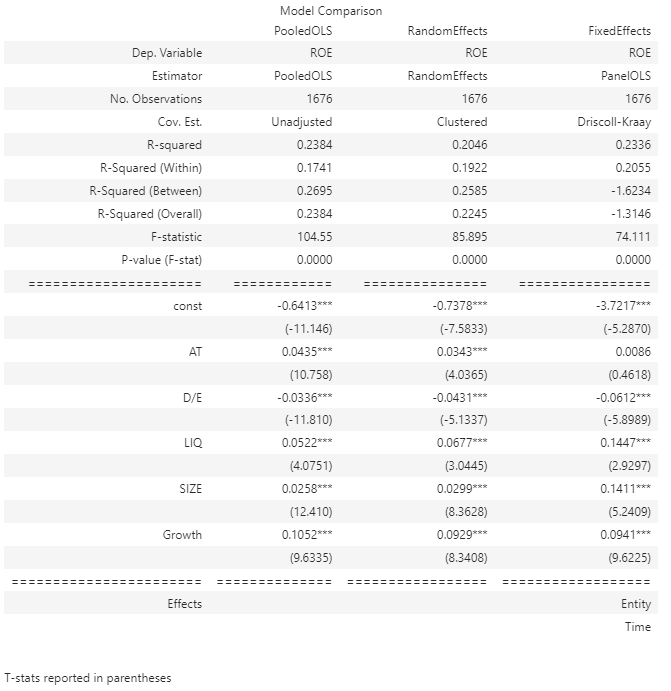 Model Comparison
PooledOLS RandomEffects FixedEffects
Dep. Variable ROE ROE ROE
Estimator PooledOLS RandomEffects PanelOLS
No. Observations 1676 1676 1676
Cov. Est. Unadjusted Clustered Driscoll-Kraay
R-squared 0.2384 0.2046 0.2336
R-Squared (Within) 0.1741 0.1922 0.2055
R-Squared (Between) 0.2695 0.2585 -1.6234
R-Squared (Overall) 0.2384 0.2245 -1.3146
F-statistic 104.55 85.895 74.111
P-value (F-stat) 0.0000 0.0000 0.0000
===================== ============ =============== ================
const -0.6413*** -0.7378*** -3.7217***
(-11.146) (-7.5833) (-5.2870)
AT 0.0435*** 0.0343*** 0.0086
(10.758) (4.0365) (0.4618)
D/E -0.0336*** -0.0431*** -0.0612***
(-11.810) (-5.1337) (-5.8989)
LIQ 0.0522*** 0.0677*** 0.1447***
(4.0751) (3.0445) (2.9297)
SIZE 0.0258*** 0.0299*** 0.1411***
(12.410) (8.3628) (5.2409)
Growth 0.1052*** 0.0929*** 0.0941***
(9.6335) (8.3408) (9.6225)
======================= ============== ================= ==================
Effects Entity
Time
T-stats reported in parentheses